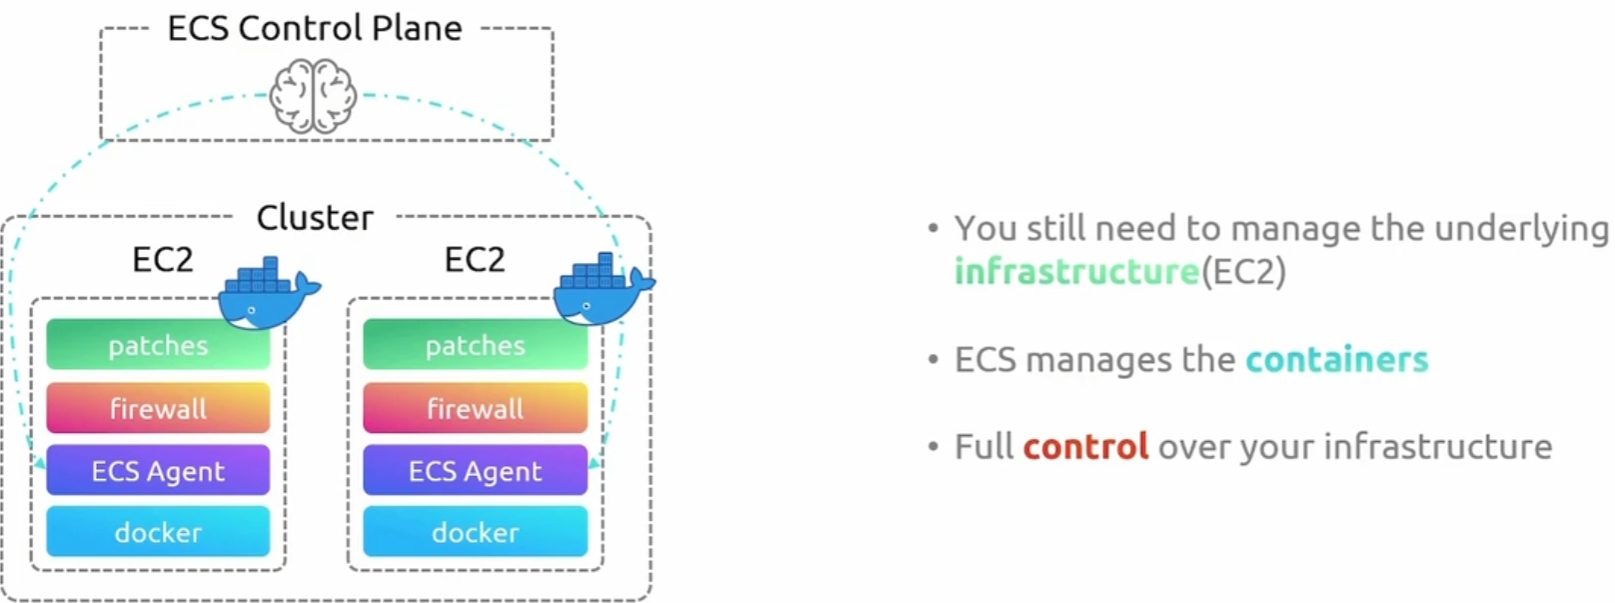 ECS Control Plane
Cluster
EC2
EC2
patches
firewall
ECS Agent
docker
patches
firewall
ECS Agent
docker
• You still need to manage the underlying
infrastructure(EC2)
• ECS manages the containers
• Full control over your infrastructure